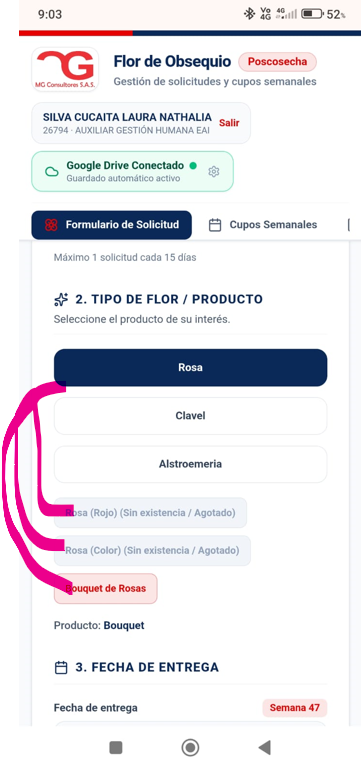 9:03
Vo 4G 4G 52%
MG Consultores S.A.S.
Flor de Obsequio Poscosecha
Gestión de solicitudes y cupos semanales
SILVA CUCAITA LAURA NATHALIA
26794 · AUXILIAR GESTIÓN HUMANA EAI
Salir
Google Drive Conectado
Guardado automático activo
Formulario de Solicitud Cupos Semanales
Máximo 1 solicitud cada 15 días
2. TIPO DE FLOR / PRODUCTO
Seleccione el producto de su interés.
Rosa
Clavel
Alstroemeria
Rosa (Rojo) (Sin existencia / Agotado)
Rosa (Color) (Sin existencia / Agotado)
Bouquet de Rosas
Producto: Bouquet
3. FECHA DE ENTREGA
Fecha de entrega Semana 47